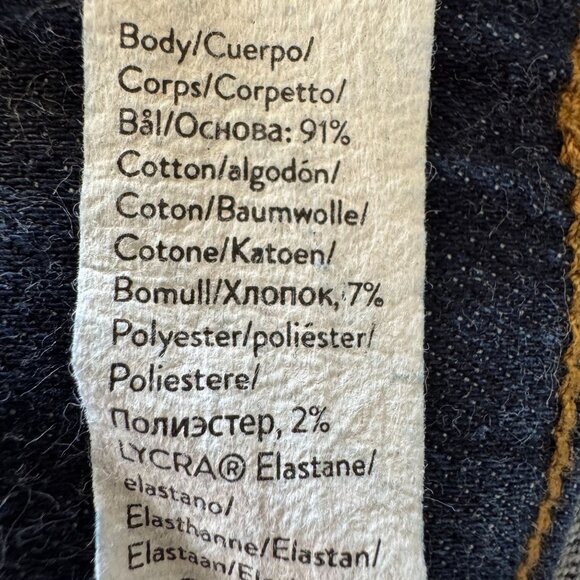 Body/Cuerpo/
Corps/Corpetto/
Bål/Основа: 91%
Cotton/algodón/
Coton/Baumwolle/
Cotone/Katoen/
Bomull/Хлопок, 7%
Polyester/poliéster/
Poliestere/
Полиэстер, 2%
LYCRA® Elastane/
elastano/
Elasthanne/Elastan/
Elastaan/